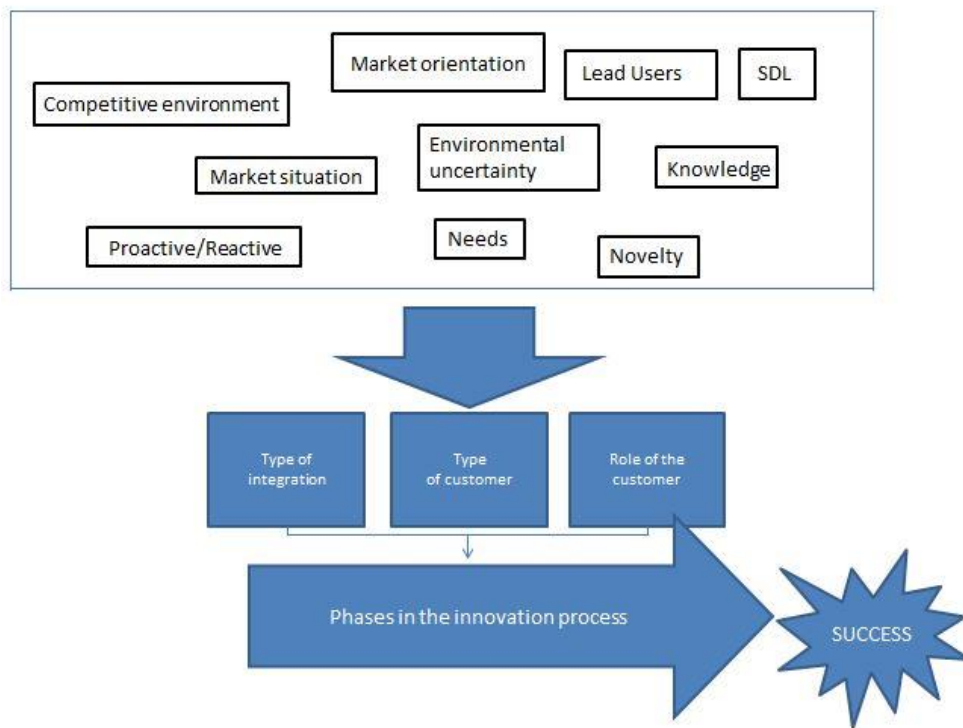 Market orientation
Lead Users
SDL
Competitive environment
Environmental
uncertainty
Market situation
Knowledge
Proactive/Reactive
Needs
Novelty
Type of
integration
Type
of customer
Role of the
customer
Phases in the innovation process
SUCCESS